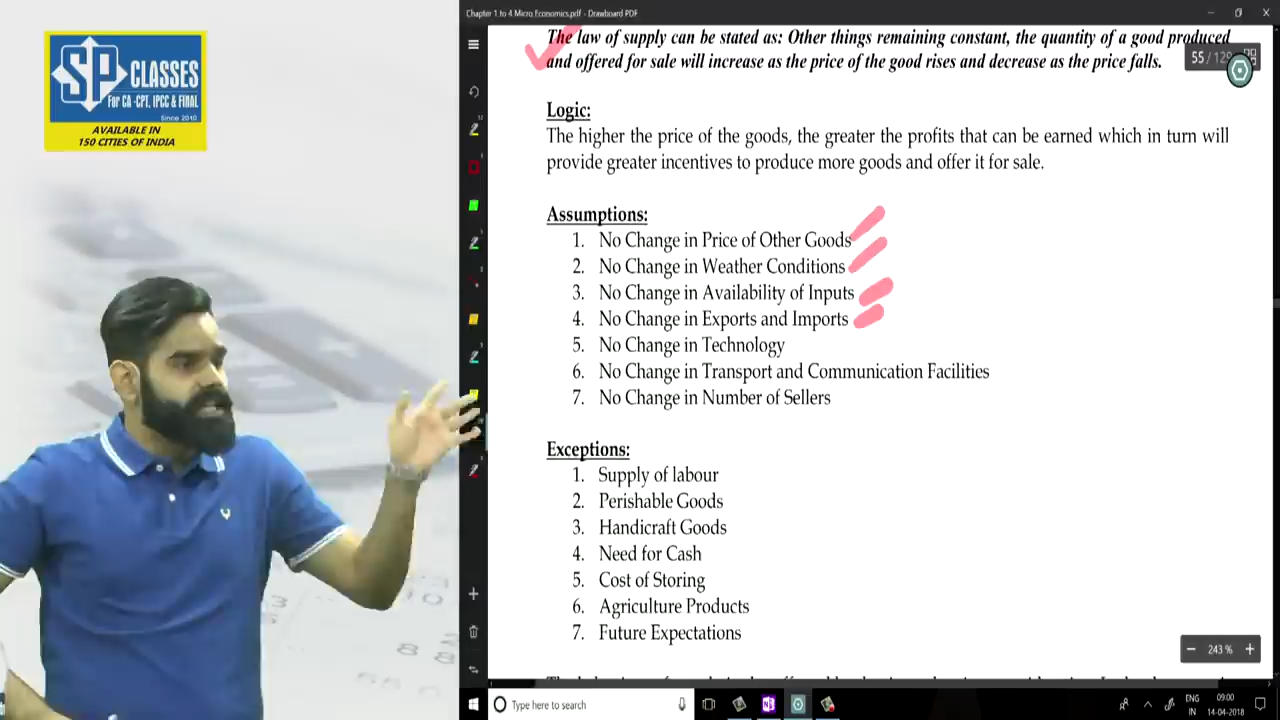 Chapter 1 to 4 Micro Economics.pdf - Drawboard PDF
SP
CLASSES
For CA -CPT, IPCC & FINAL
Since 2010
AVAILABLE IN
150 CITIES OF INDIA
The law of supply can be stated as: Other things remaining constant, the quantity of a good produced
and offered for sale will increase as the price of the good rises and decrease as the price falls.
55 / 129
Logic:
The higher the price of the goods, the greater the profits that can be earned which in turn will
provide greater incentives to produce more goods and offer it for sale.
Assumptions:
1. No Change in Price of Other Goods
2. No Change in Weather Conditions
3. No Change in Availability of Inputs
4. No Change in Exports and Imports
5. No Change in Technology
6. No Change in Transport and Communication Facilities
7. No Change in Number of Sellers
Exceptions:
1. Supply of labour
2. Perishable Goods
3. Handicraft Goods
4. Need for Cash
5. Cost of Storing
6. Agriculture Products
7. Future Expectations
243 %
Type here to search
ENG
IN
09:00
14-04-2018